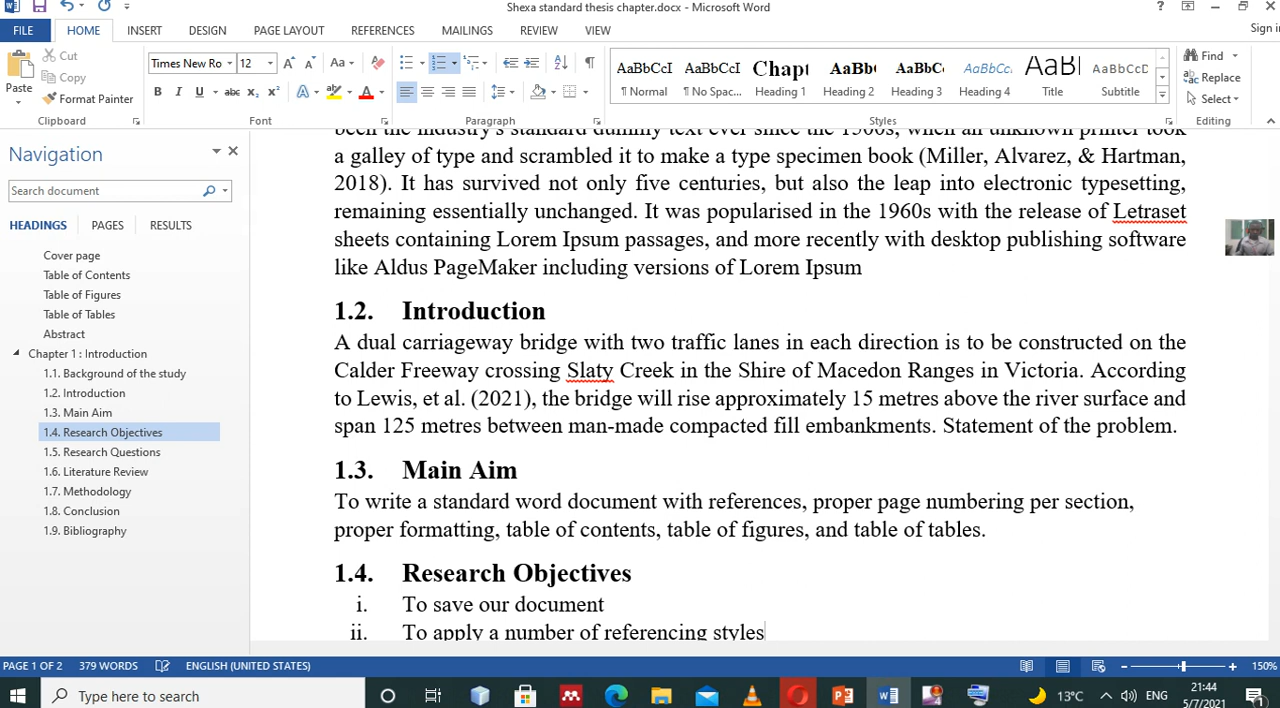 Shexa standard thesis chapter.docx - Microsoft Word
?
FILE HOME INSERT DESIGN PAGE LAYOUT REFERENCES MAILINGS REVIEW VIEW Sign in
Paste
Cut
Copy
Format Painter
Clipboard
Times New Ro 12
Font
Paragraph
AaBbCcI AaBbCcI Chapt AaBb AaBbC AaBbCc AaBl AaBbCcD
¶ Normal ¶ No Spac... Heading 1 Heading 2 Heading 3 Heading 4 Title Subtitle
Styles
Find
Replace
Select
Editing
Navigation
Search document
HEADINGS PAGES RESULTS
Cover page
Table of Contents
Table of Figures
Table of Tables
Abstract
Chapter 1 : Introduction
1.1. Background of the study
1.2. Introduction
1.3. Main Aim
1.4. Research Objectives
1.5. Research Questions
1.6. Literature Review
1.7. Methodology
1.8. Conclusion
1.9. Bibliography
been the industry's standard dummy text ever since the 1500s, when an unknown printer took
a galley of type and scrambled it to make a type specimen book (Miller, Alvarez, & Hartman,
2018). It has survived not only five centuries, but also the leap into electronic typesetting,
remaining essentially unchanged. It was popularised in the 1960s with the release of Letraset
sheets containing Lorem Ipsum passages, and more recently with desktop publishing software
like Aldus PageMaker including versions of Lorem Ipsum
1.2. Introduction
A dual carriageway bridge with two traffic lanes in each direction is to be constructed on the
Calder Freeway crossing Slaty Creek in the Shire of Macedon Ranges in Victoria. According
to Lewis, et al. (2021), the bridge will rise approximately 15 metres above the river surface and
span 125 metres between man-made compacted fill embankments. Statement of the problem.
1.3. Main Aim
To write a standard word document with references, proper page numbering per section,
proper formatting, table of contents, table of figures, and table of tables.
1.4. Research Objectives
i. To save our document
ii. To apply a number of referencing styles
PAGE 1 OF 2 379 WORDS ENGLISH (UNITED STATES) 150%
Type here to search
13°C ENG
21:44
5/7/2021